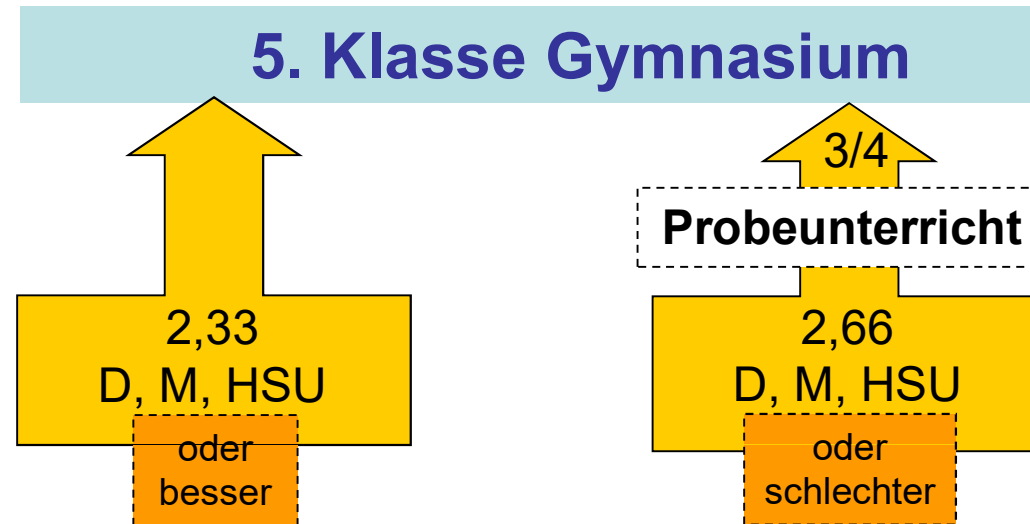 5. Klasse Gymnasium
2,33
D, M, HSU
oder
besser
3/4
Probeunterricht
2,66
D, M, HSU
oder
schlechter